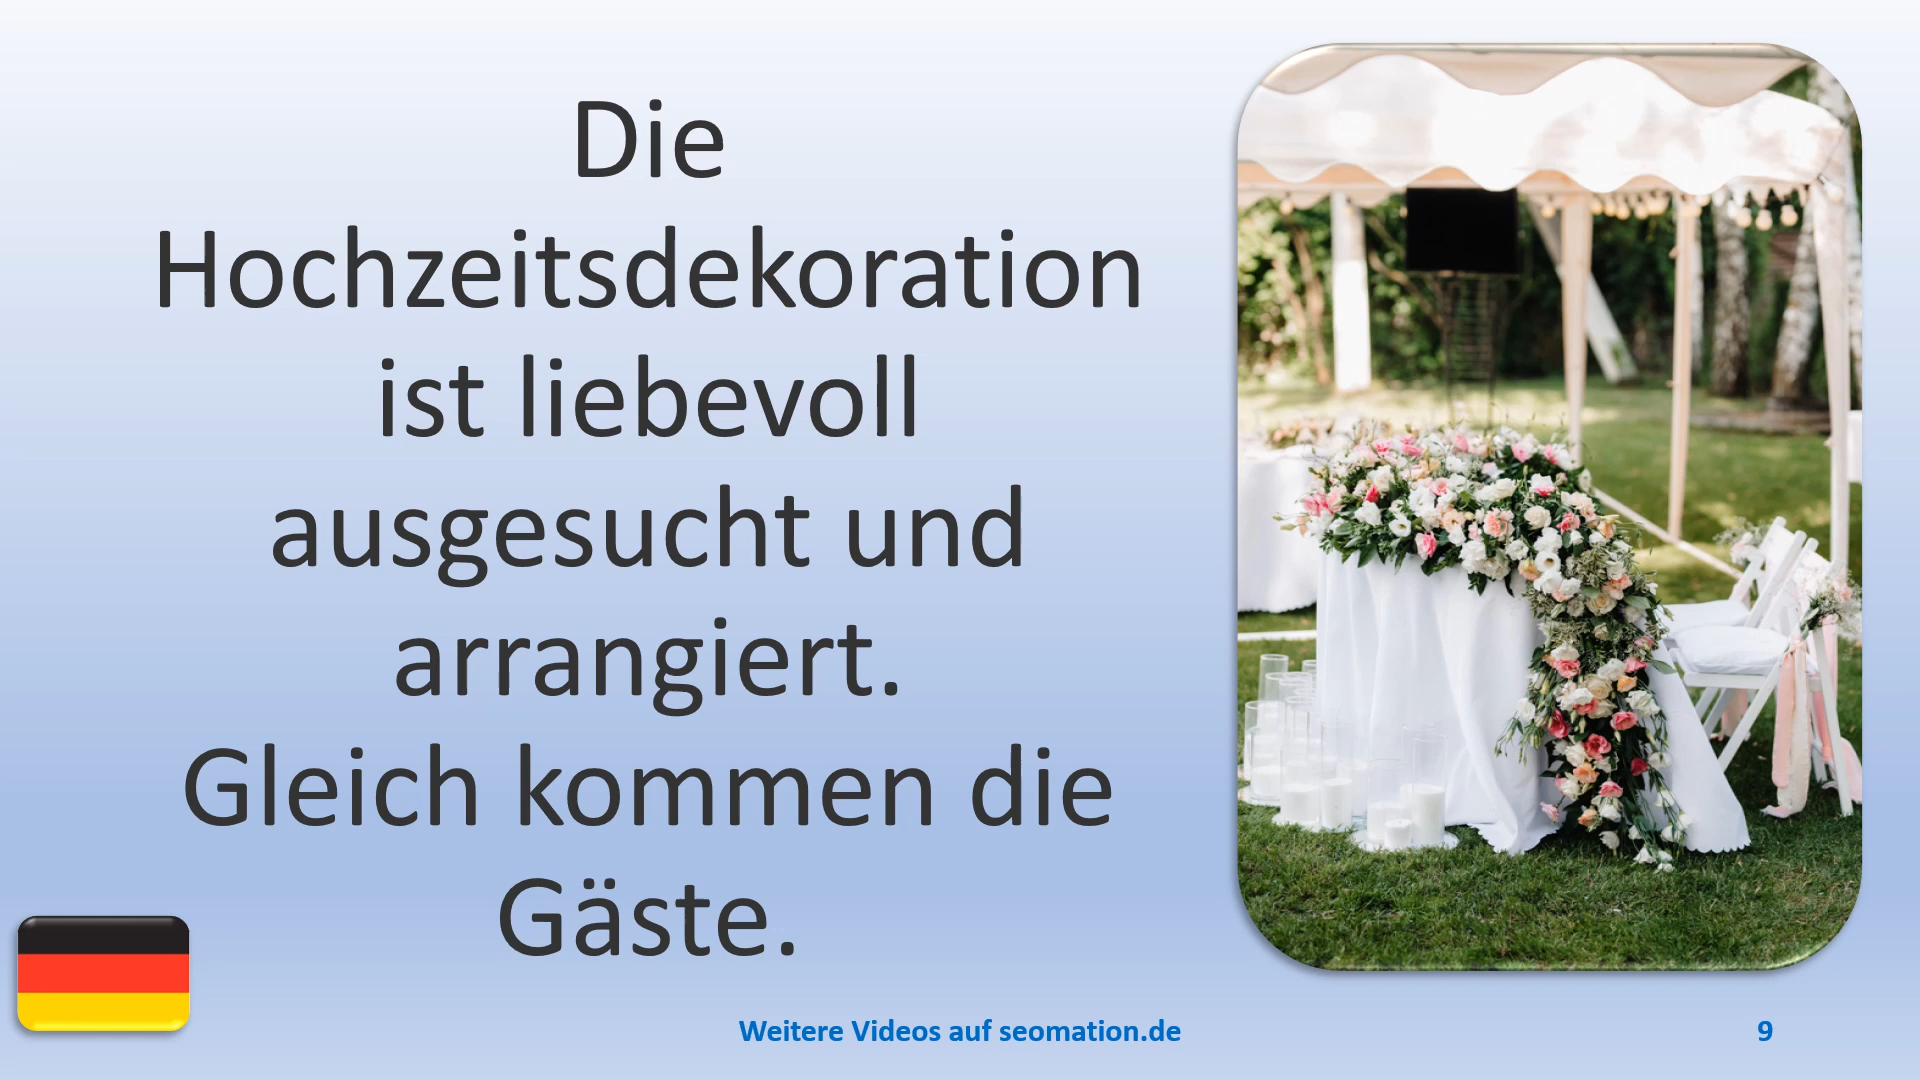 Die
Hochzeitsdekoration
ist liebevoll
ausgesucht und
arrangiert.
Gleich kommen die
Gäste.
Weitere Videos auf seomation.de
9